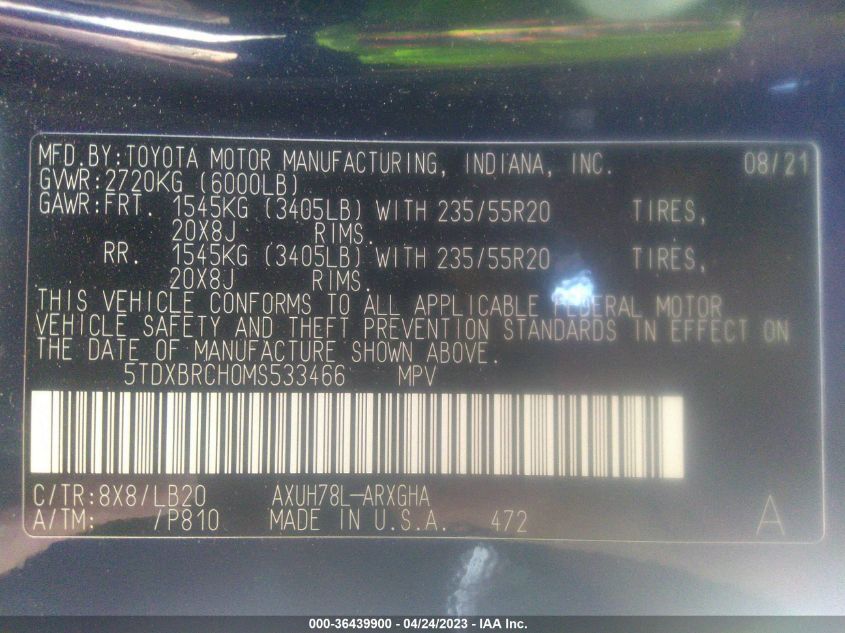 MFD.BY:TOYOTA MOTOR MANUFACTURING, INDIANA, INC. 08/21
GVWR:2720KG (6000LB)
GAWR:FRT. 1545KG (3405LB) WITH 235/55R20 TIRES,
20X8J RIMS.
RR. 1545KG (3405LB) WITH 235/55R20 TIRES,
20X8J RIMS.
THIS VEHICLE CONFORMS TO ALL APPLICABLE FEDERAL MOTOR
VEHICLE SAFETY AND THEFT PREVENTION STANDARDS IN EFFECT ON
THE DATE OF MANUFACTURE SHOWN ABOVE.
5TDXBRCH0MS533466 MPV
C/TR:8X8/LB20 AXUH78L-ARXGHA
A/TM: /P810 MADE IN U.S.A. 472 A
000-36439900 - 04/24/2023 - IAA Inc.